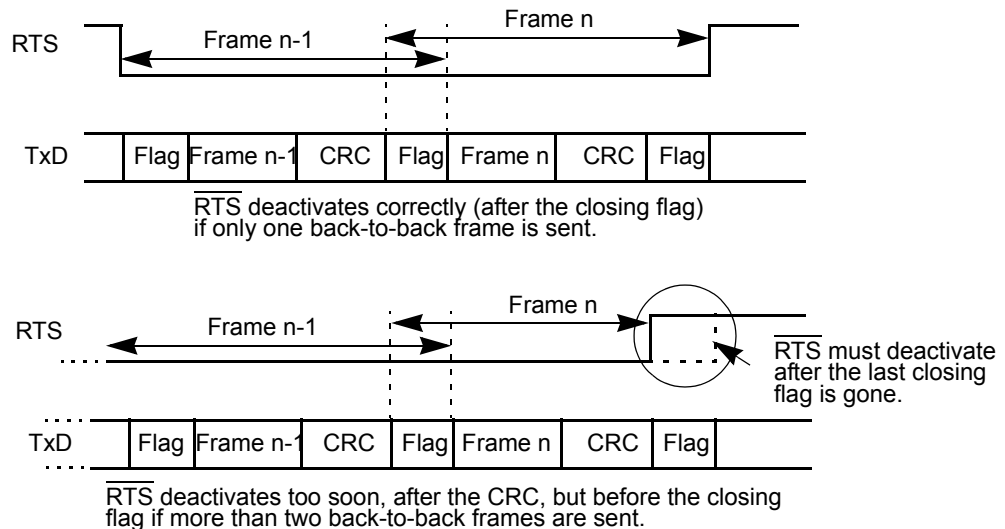 Frame n
RTS
Frame n-1
TxD
Flag Frame n-1 CRC Flag Frame n CRC Flag
RTS deactivates correctly (after the closing flag)
if only one back-to-back frame is sent.
Frame n
RTS
Frame n-1
RTS must deactivate
after the last closing
flag is gone.
TxD
Flag Frame n-1 CRC Flag Frame n CRC Flag
RTS deactivates too soon, after the CRC, but before the closing
flag if more than two back-to-back frames are sent.